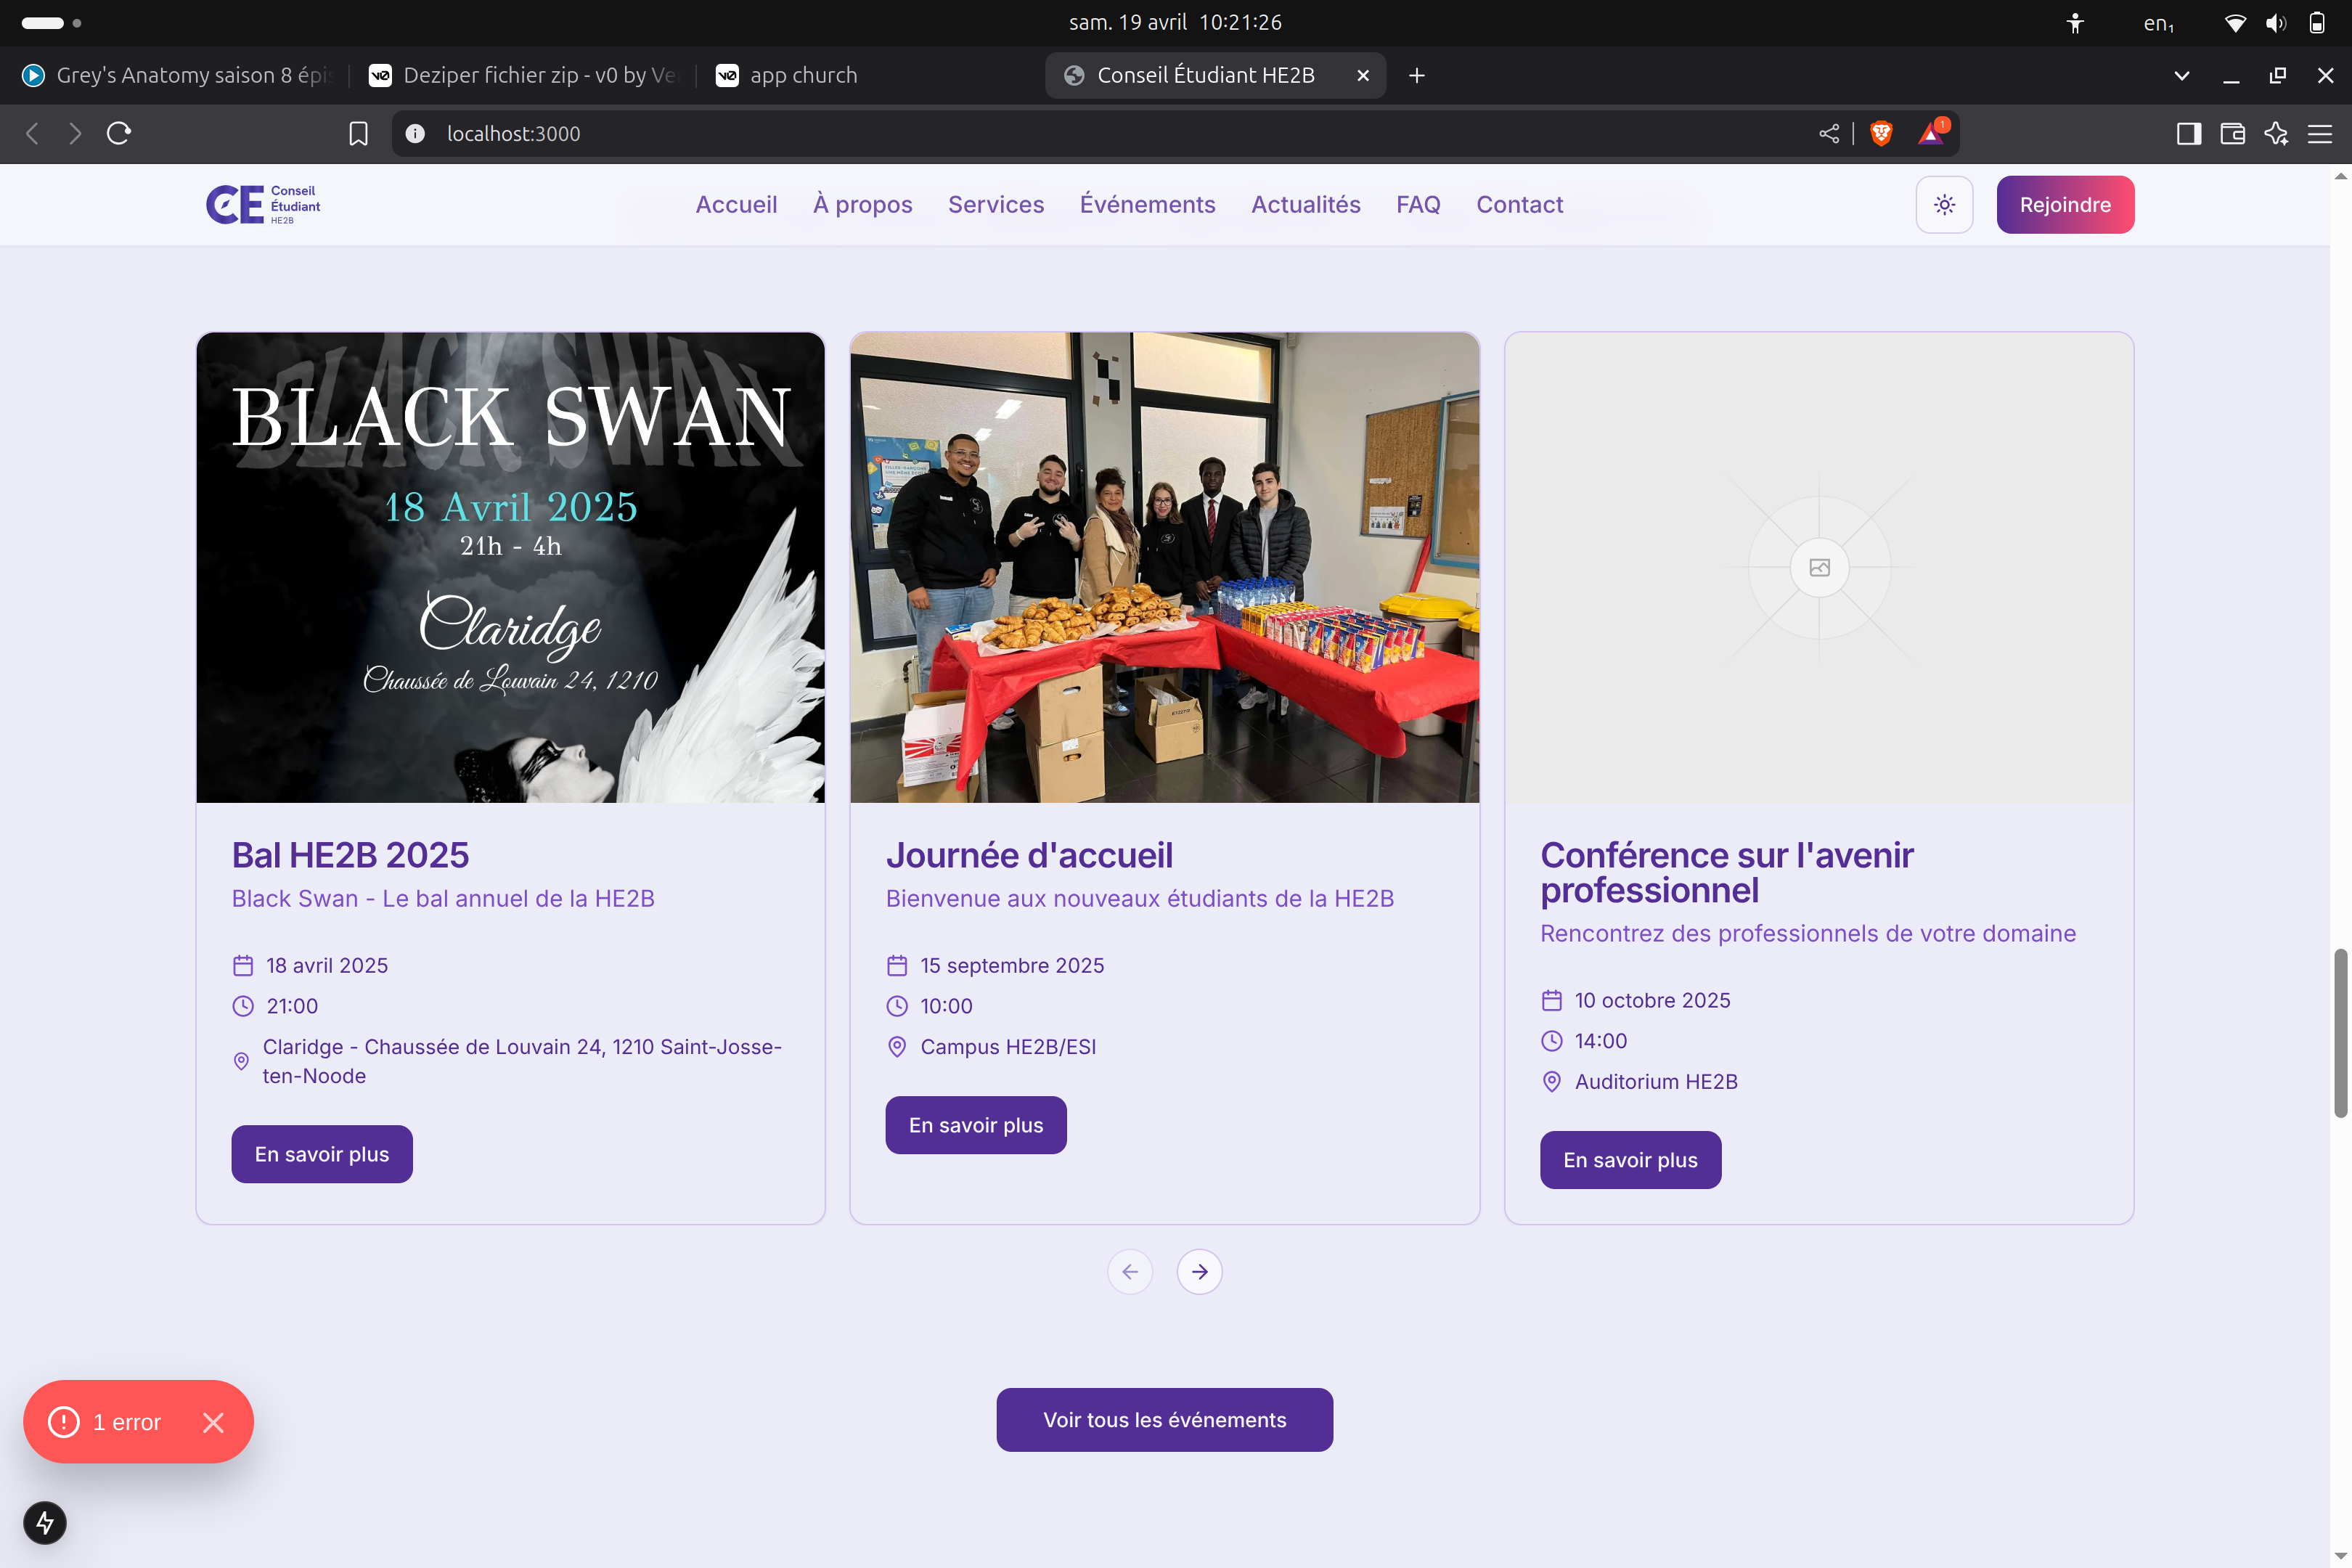 sam. 19 avril 10:21:26
en₁
Grey's Anatomy saison 8 épi
Deziper fichier zip - v0 by Ve
app church
Conseil Étudiant HE2B
localhost:3000
1
CE Conseil
Étudiant
HE2B
Accueil À propos Services Événements Actualités FAQ Contact
Rejoindre
BLACK SWAN
18 Avril 2025
21h - 4h
Claridge
Chaussée de Louvain 24, 1210
Bal HE2B 2025
Black Swan - Le bal annuel de la HE2B
18 avril 2025
21:00
Claridge - Chaussée de Louvain 24, 1210 Saint-Josse-
ten-Noode
En savoir plus
Journée d'accueil
Bienvenue aux nouveaux étudiants de la HE2B
15 septembre 2025
10:00
Campus HE2B/ESI
En savoir plus
Conférence sur l'avenir
professionnel
Rencontrez des professionnels de votre domaine
10 octobre 2025
14:00
Auditorium HE2B
En savoir plus
Voir tous les événements
1 error